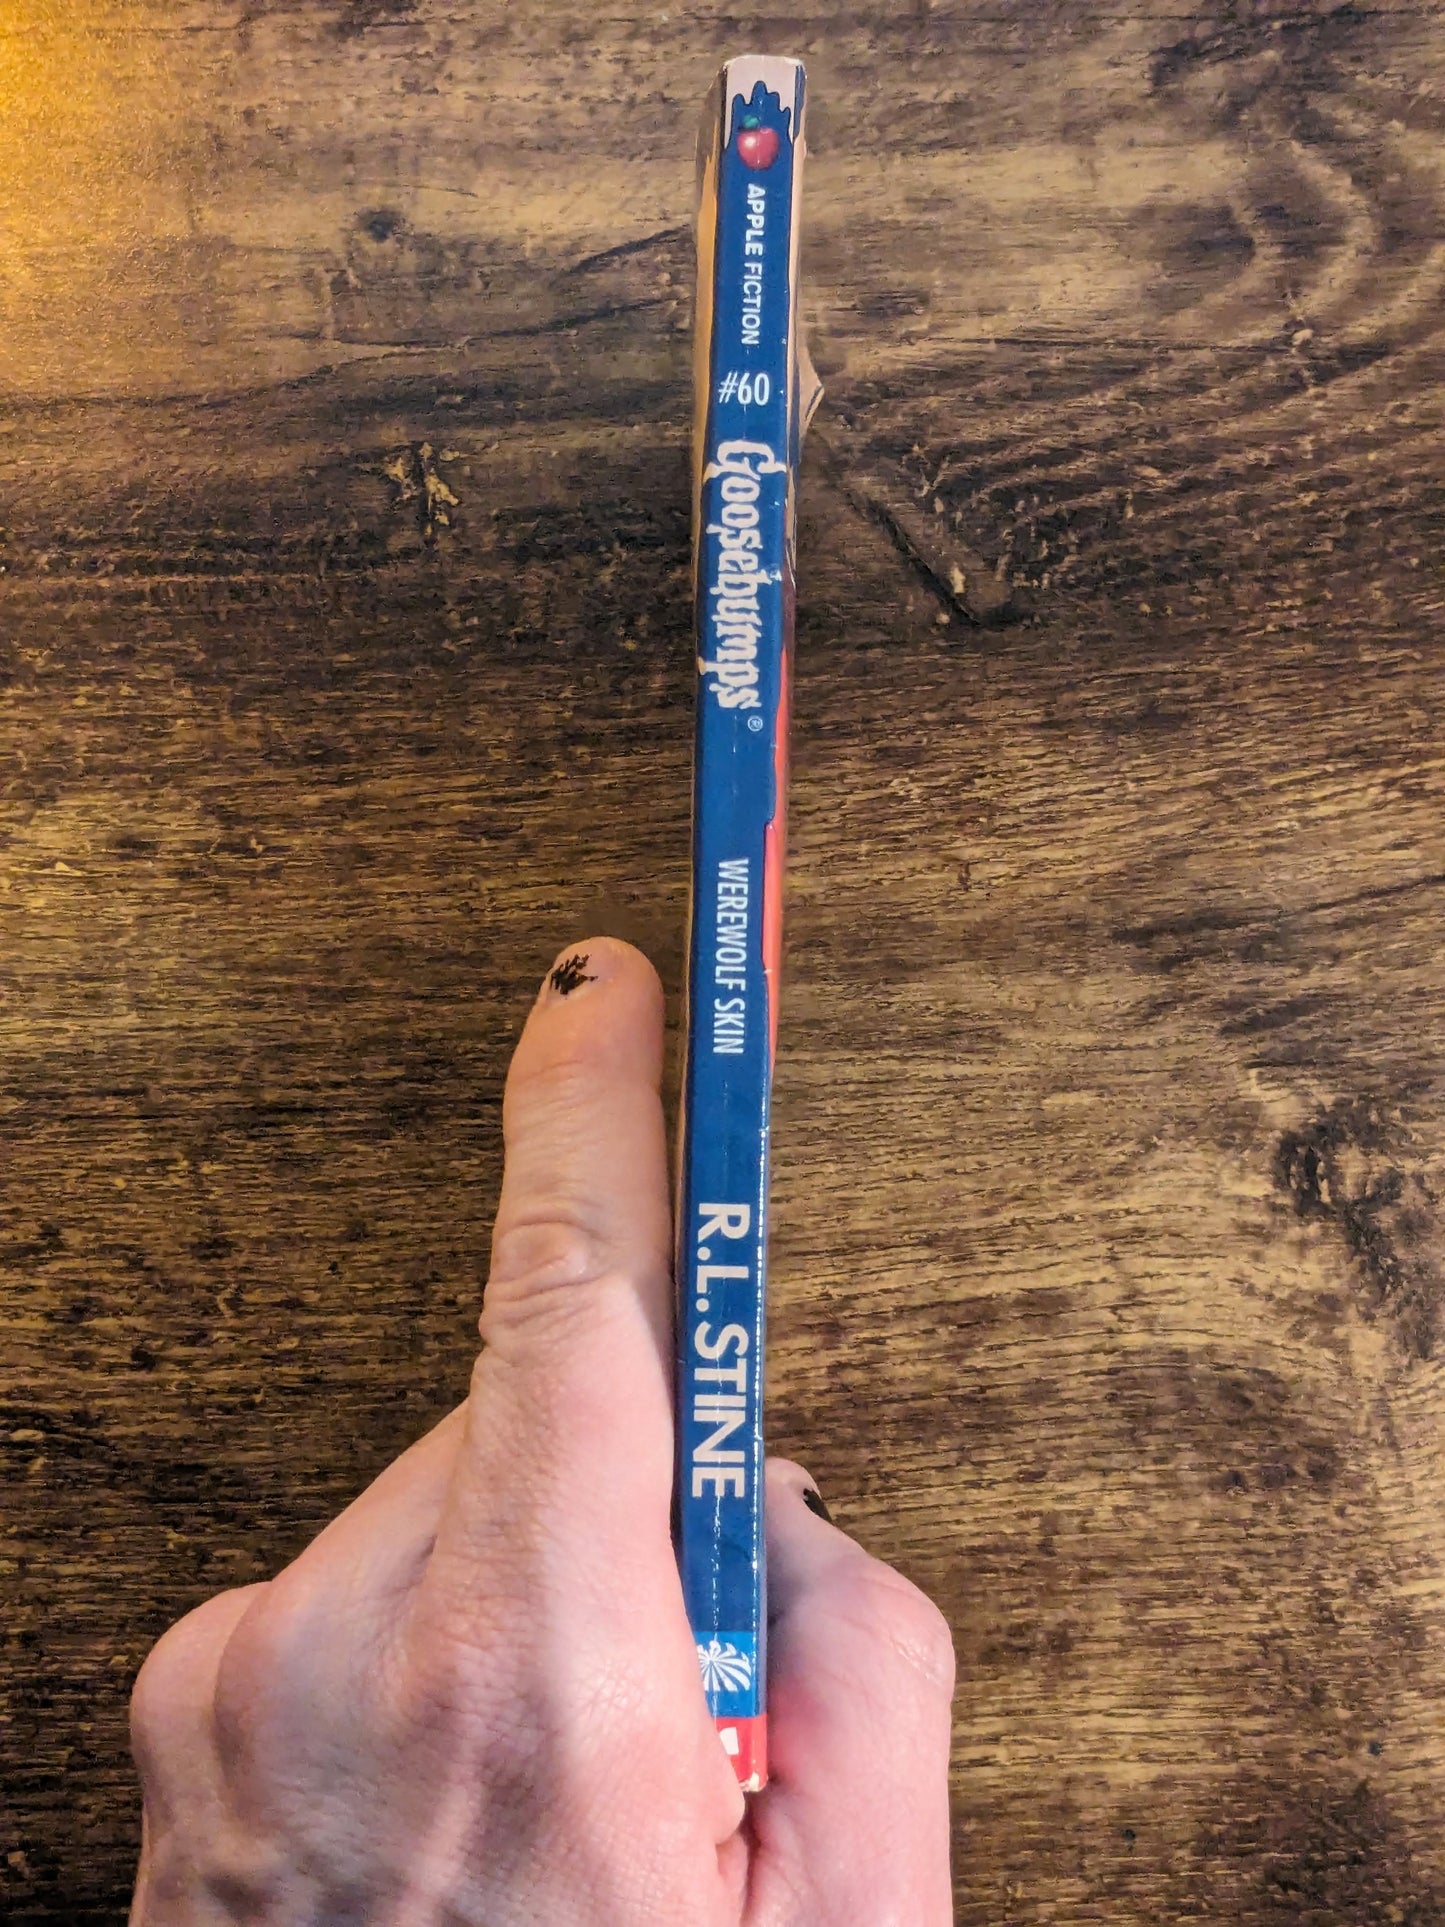 APPLE FICTION
#60
Goosebumps®
WEREWOLF SKIN
R.L. STINE